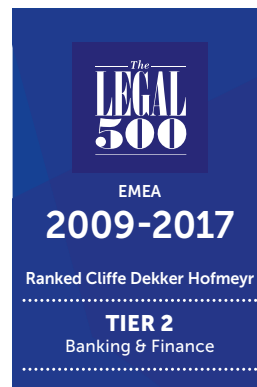 The
LEGAL
500
EMEA
2009-2017
Ranked Cliffe Dekker Hofmeyr
TIER 2
Banking & Finance